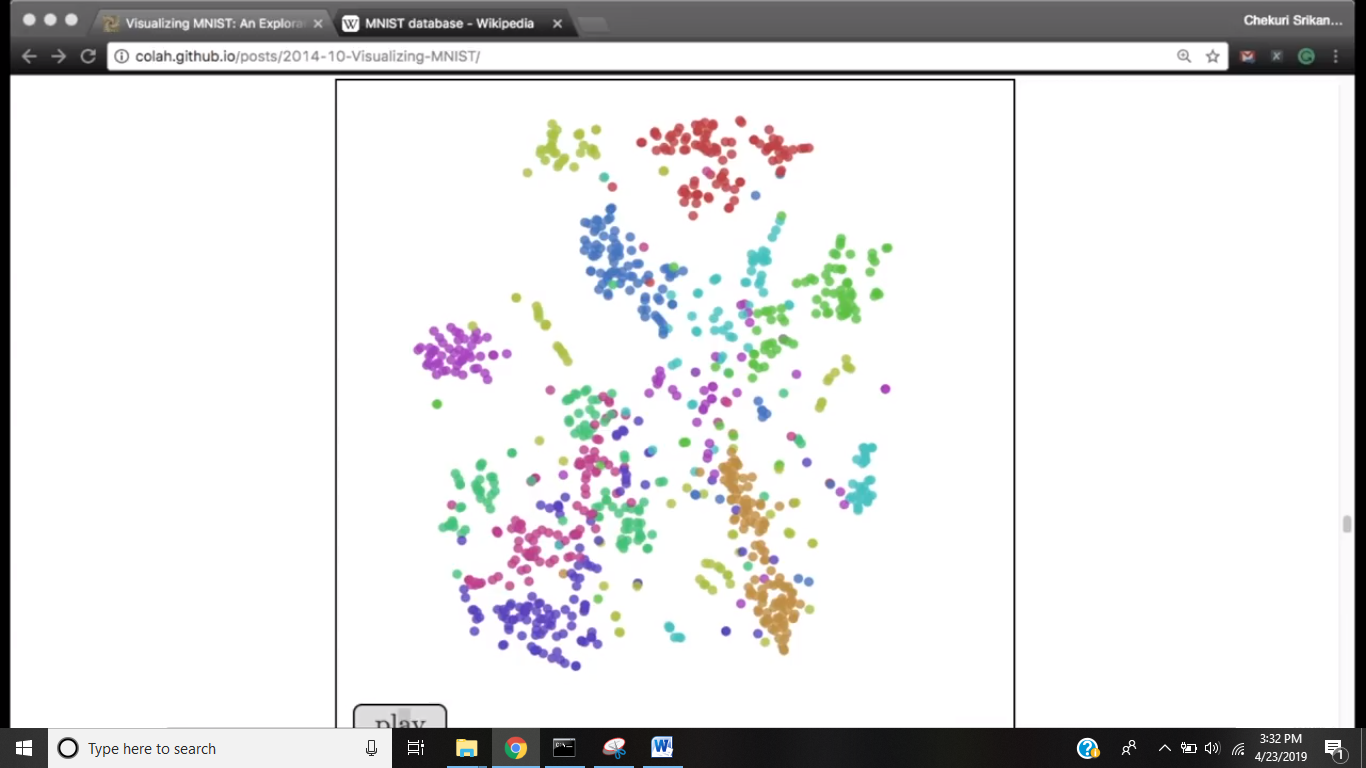 Visualizing MNIST: An Explora
MNIST database - Wikipedia
Chekuri Srikan...
colah.github.io/posts/2014-10-Visualizing-MNIST/
play
Type here to search
3:32 PM
4/23/2019